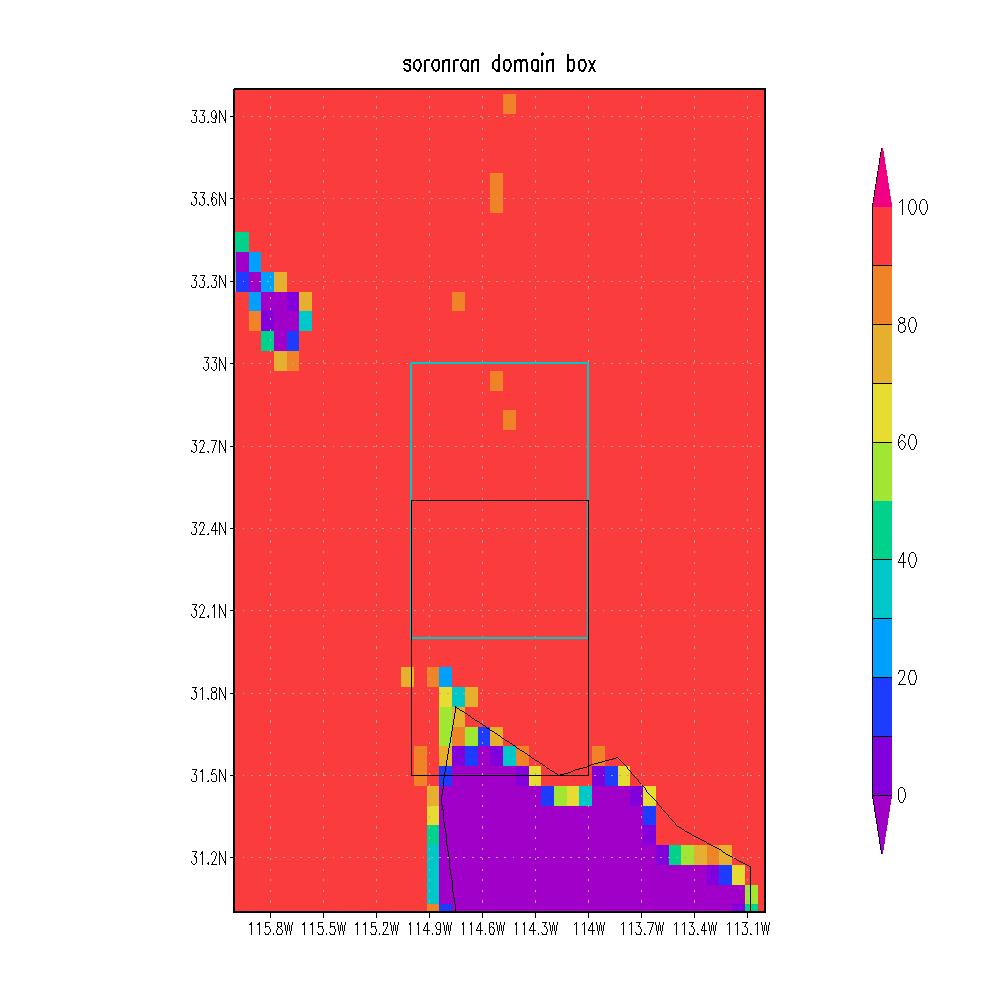 soronran domain box
33.9N
33.6N
33.3N
33N
32.7N
32.4N
32.1N
31.8N
31.5N
31.2N
115.8W 115.5W 115.2W 114.9W 114.6W 114.3W 114W 113.7W 113.4W 113.1W
100
80
60
40
20
0